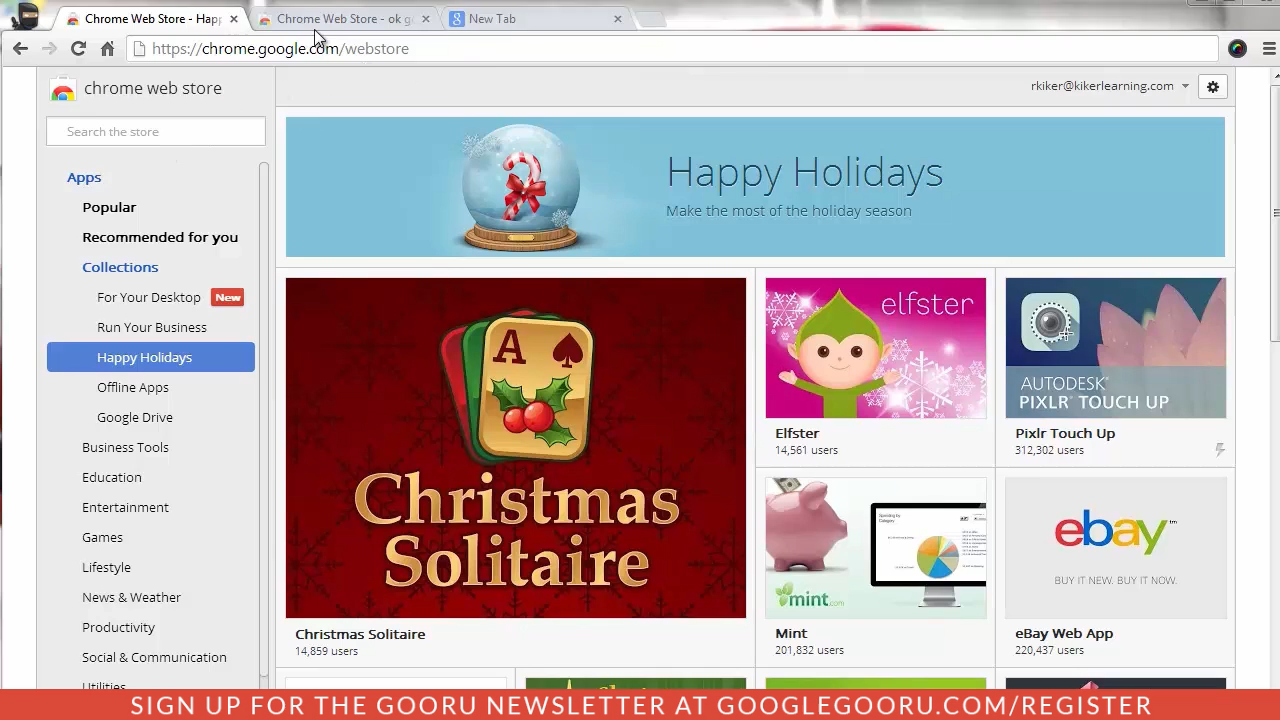 Chrome Web Store - Happ
Chrome Web Store - ok g
New Tab
https://chrome.google.com/webstore
chrome web store
rkiker@kikerlearning.com
Search the store
Apps
Popular
Recommended for you
Collections
For Your Desktop New
Run Your Business
Happy Holidays
Offline Apps
Google Drive
Business Tools
Education
Entertainment
Games
Lifestyle
News & Weather
Productivity
Social & Communication
Utilities
Happy Holidays
Make the most of the holiday season
A
Christmas
Solitaire
Christmas Solitaire
14,859 users
elfster
Elfster
14,561 users
AUTODESK
PIXLR TOUCH UP
Pixlr Touch Up
312,302 users
mint.com
Mint
201,832 users
ebay™
BUY IT NEW. BUY IT NOW.
eBay Web App
220,437 users
SIGN UP FOR THE GOORU NEWSLETTER AT GOOGLEGOORU.COM/REGISTER